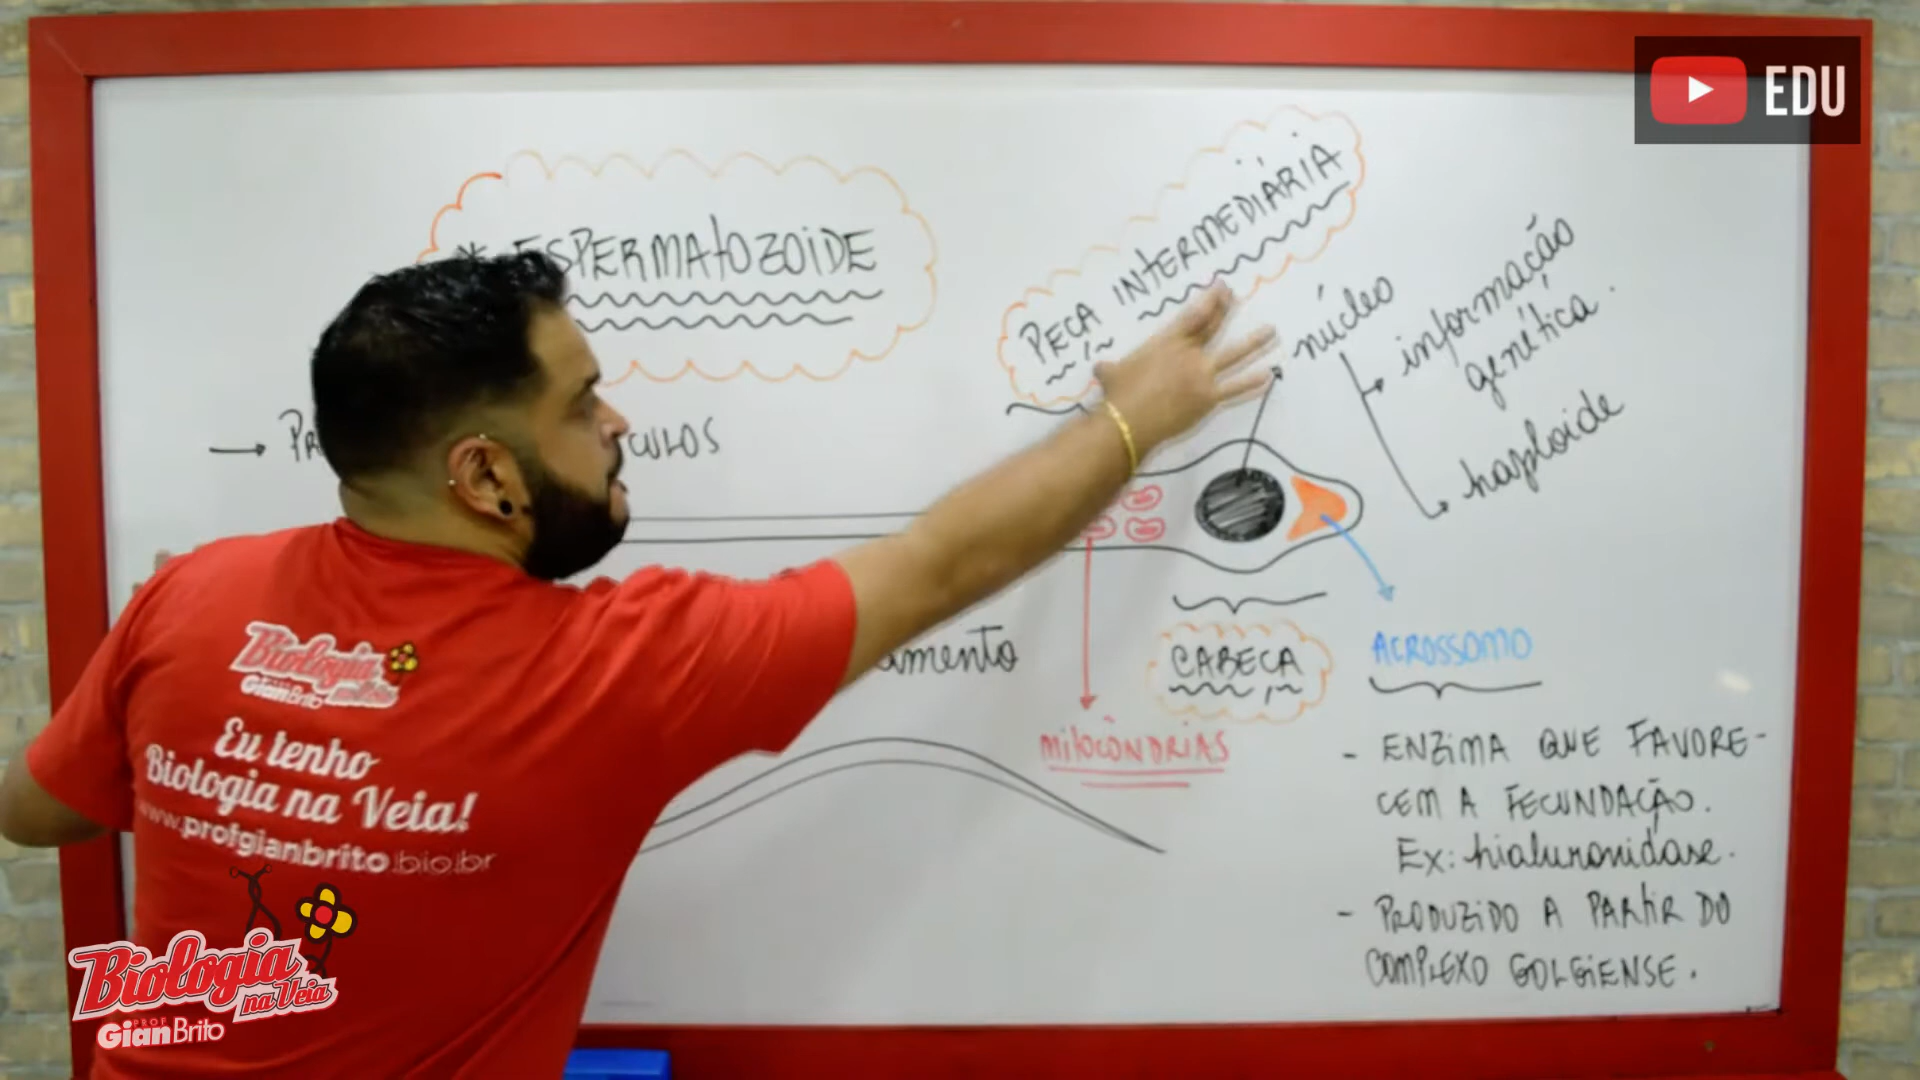 EDU
* ESPERMATOZOIDE
PEÇA INTERMEDIÁRIA
núcleo
informação
genética.
haploide
CABEÇA
ACROSSOMO
MITOCÔNDRIAS
- ENZIMA QUE FAVORE-
CEM A FECUNDAÇÃO.
Ex: hialuronidase.
- PRODUZIDO A PARTIR DO
COMPLEXO GOLGIENSE.
Biologia
na Veia
Gian Brito
Eu tenho
Biologia na Veia!
www.profgianbrito.bio.br
Biologia
na Veia
PROF
Gian Brito